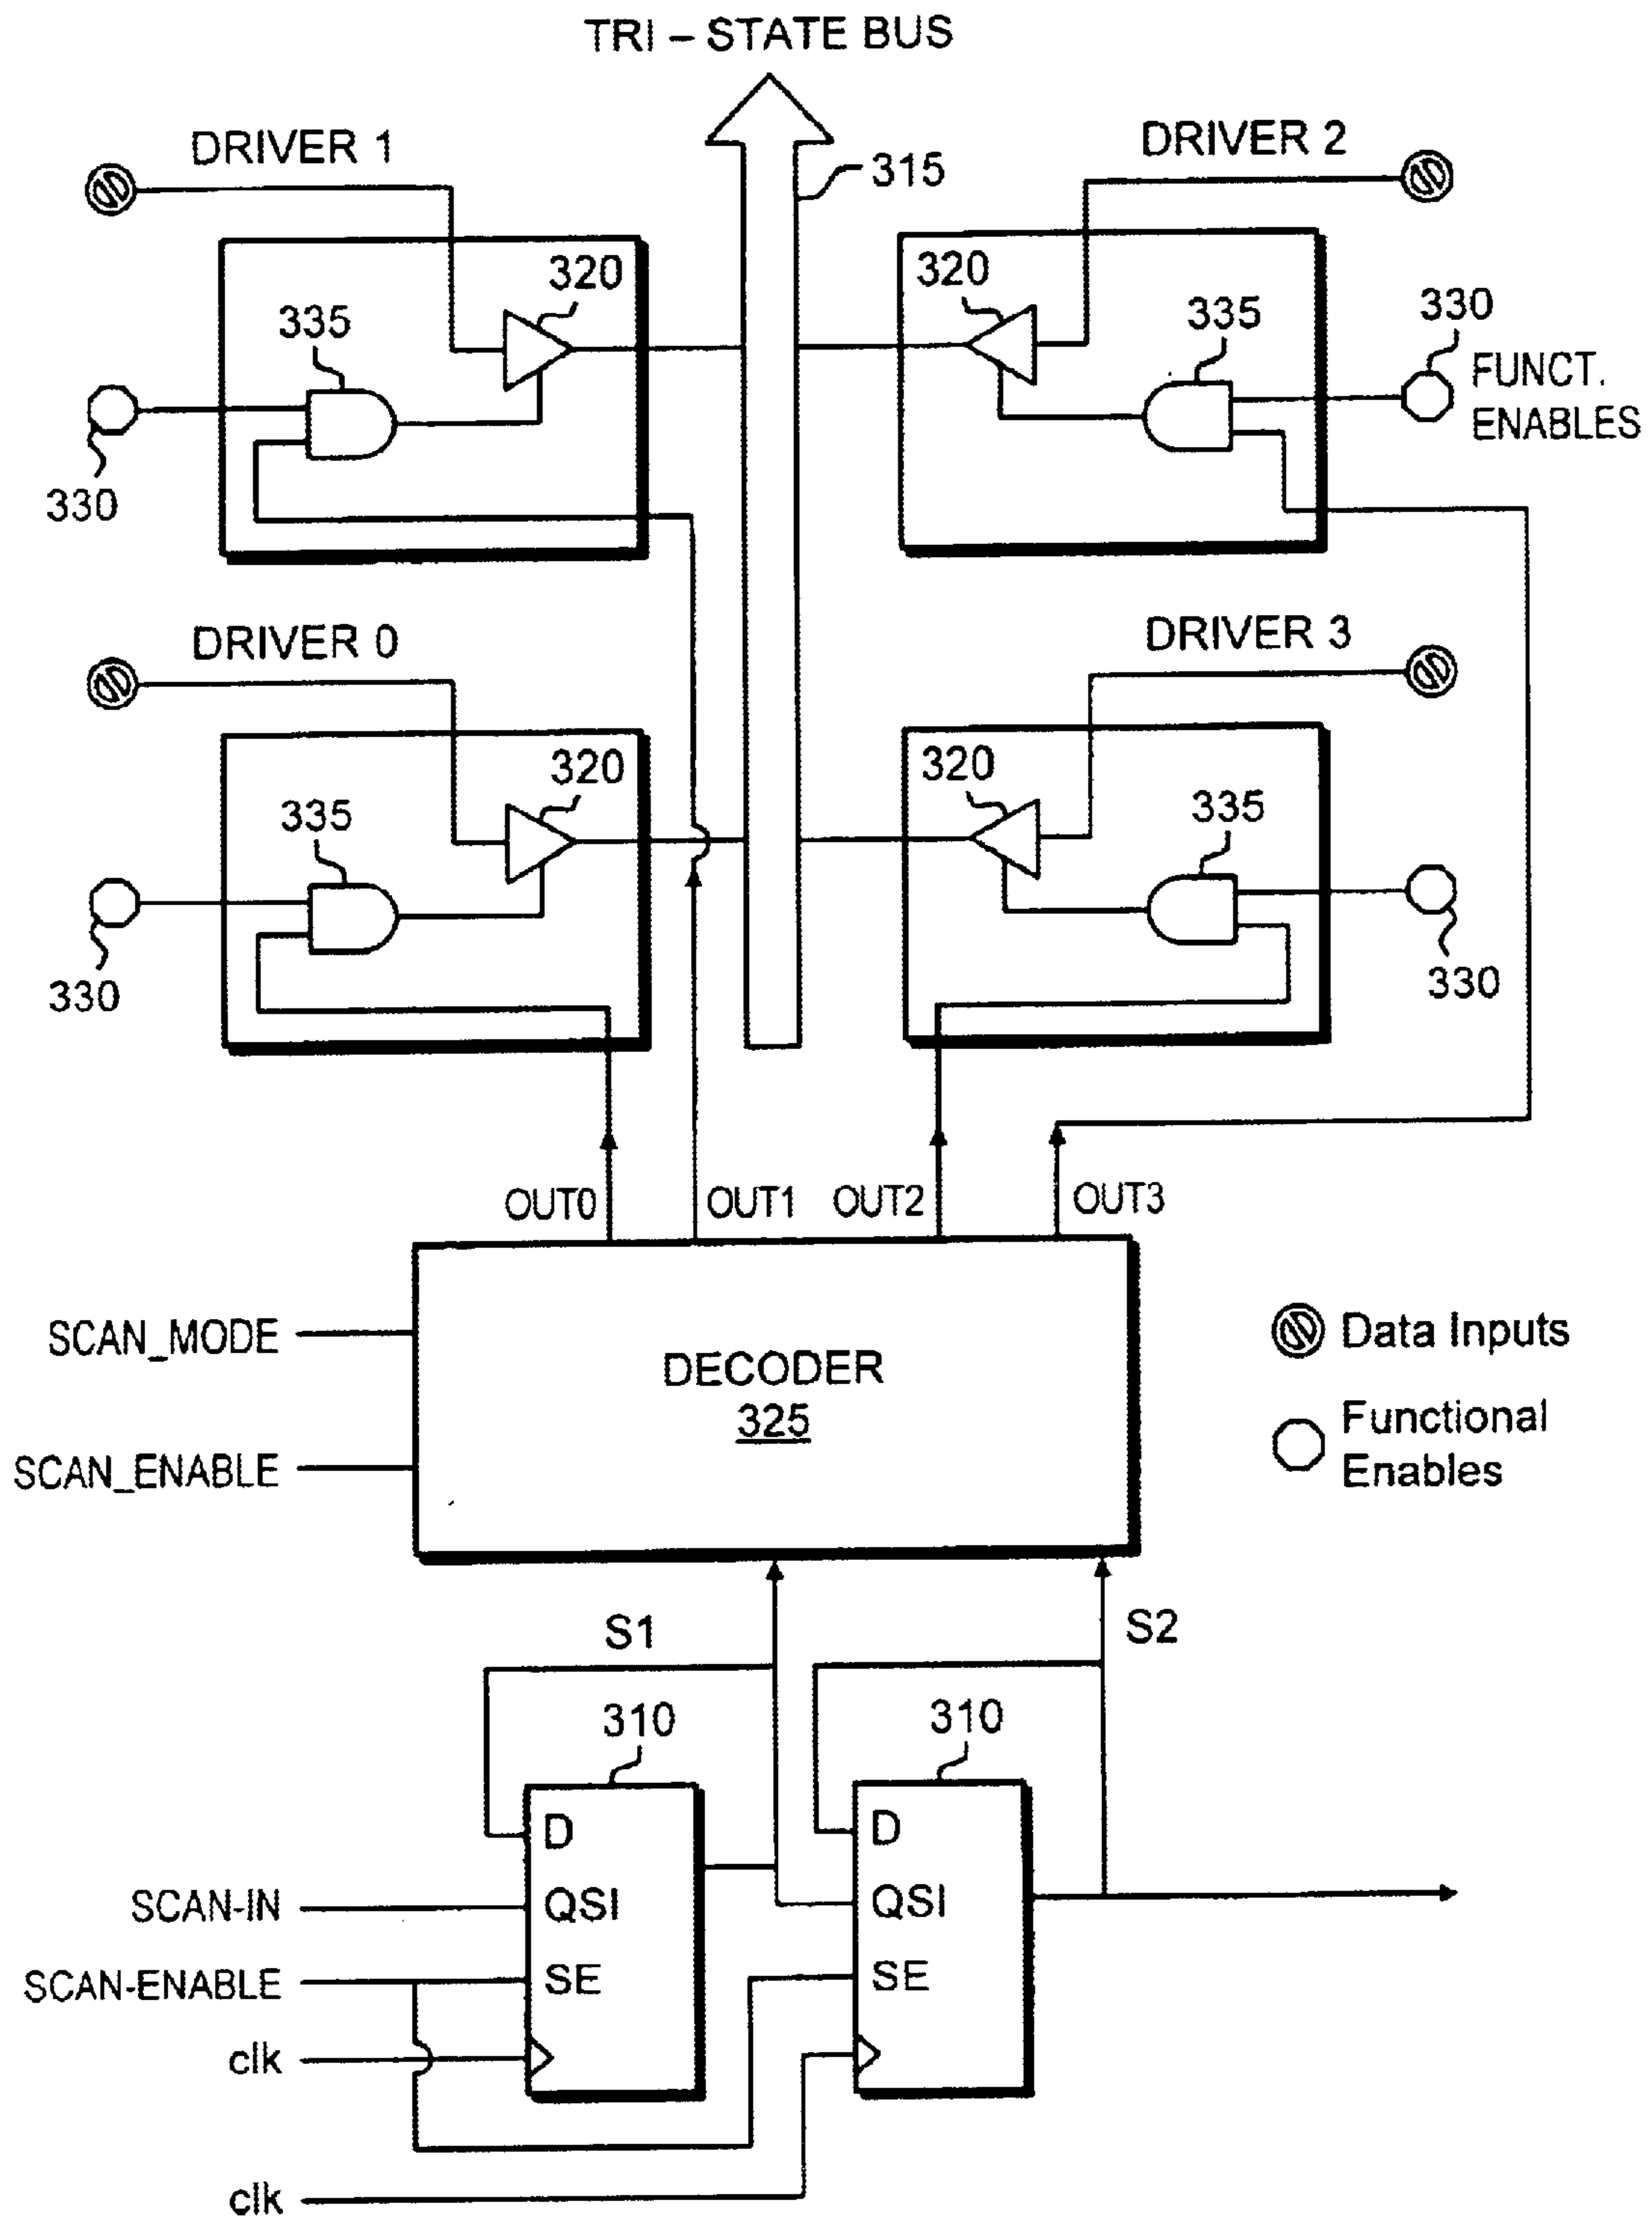 TRI – STATE BUS
DRIVER 1
DRIVER 2
315
320
320
335
335
330
FUNCT.
ENABLES
330
DRIVER 0
DRIVER 3
320
320
335
335
330
330
OUT0
OUT1
OUT2
OUT3
SCAN_MODE
DECODER
325
SCAN_ENABLE
Data Inputs
Functional
Enables
S1
S2
310
310
D
D
SCAN-IN
QSI
QSI
SCAN-ENABLE
SE
SE
clk
clk